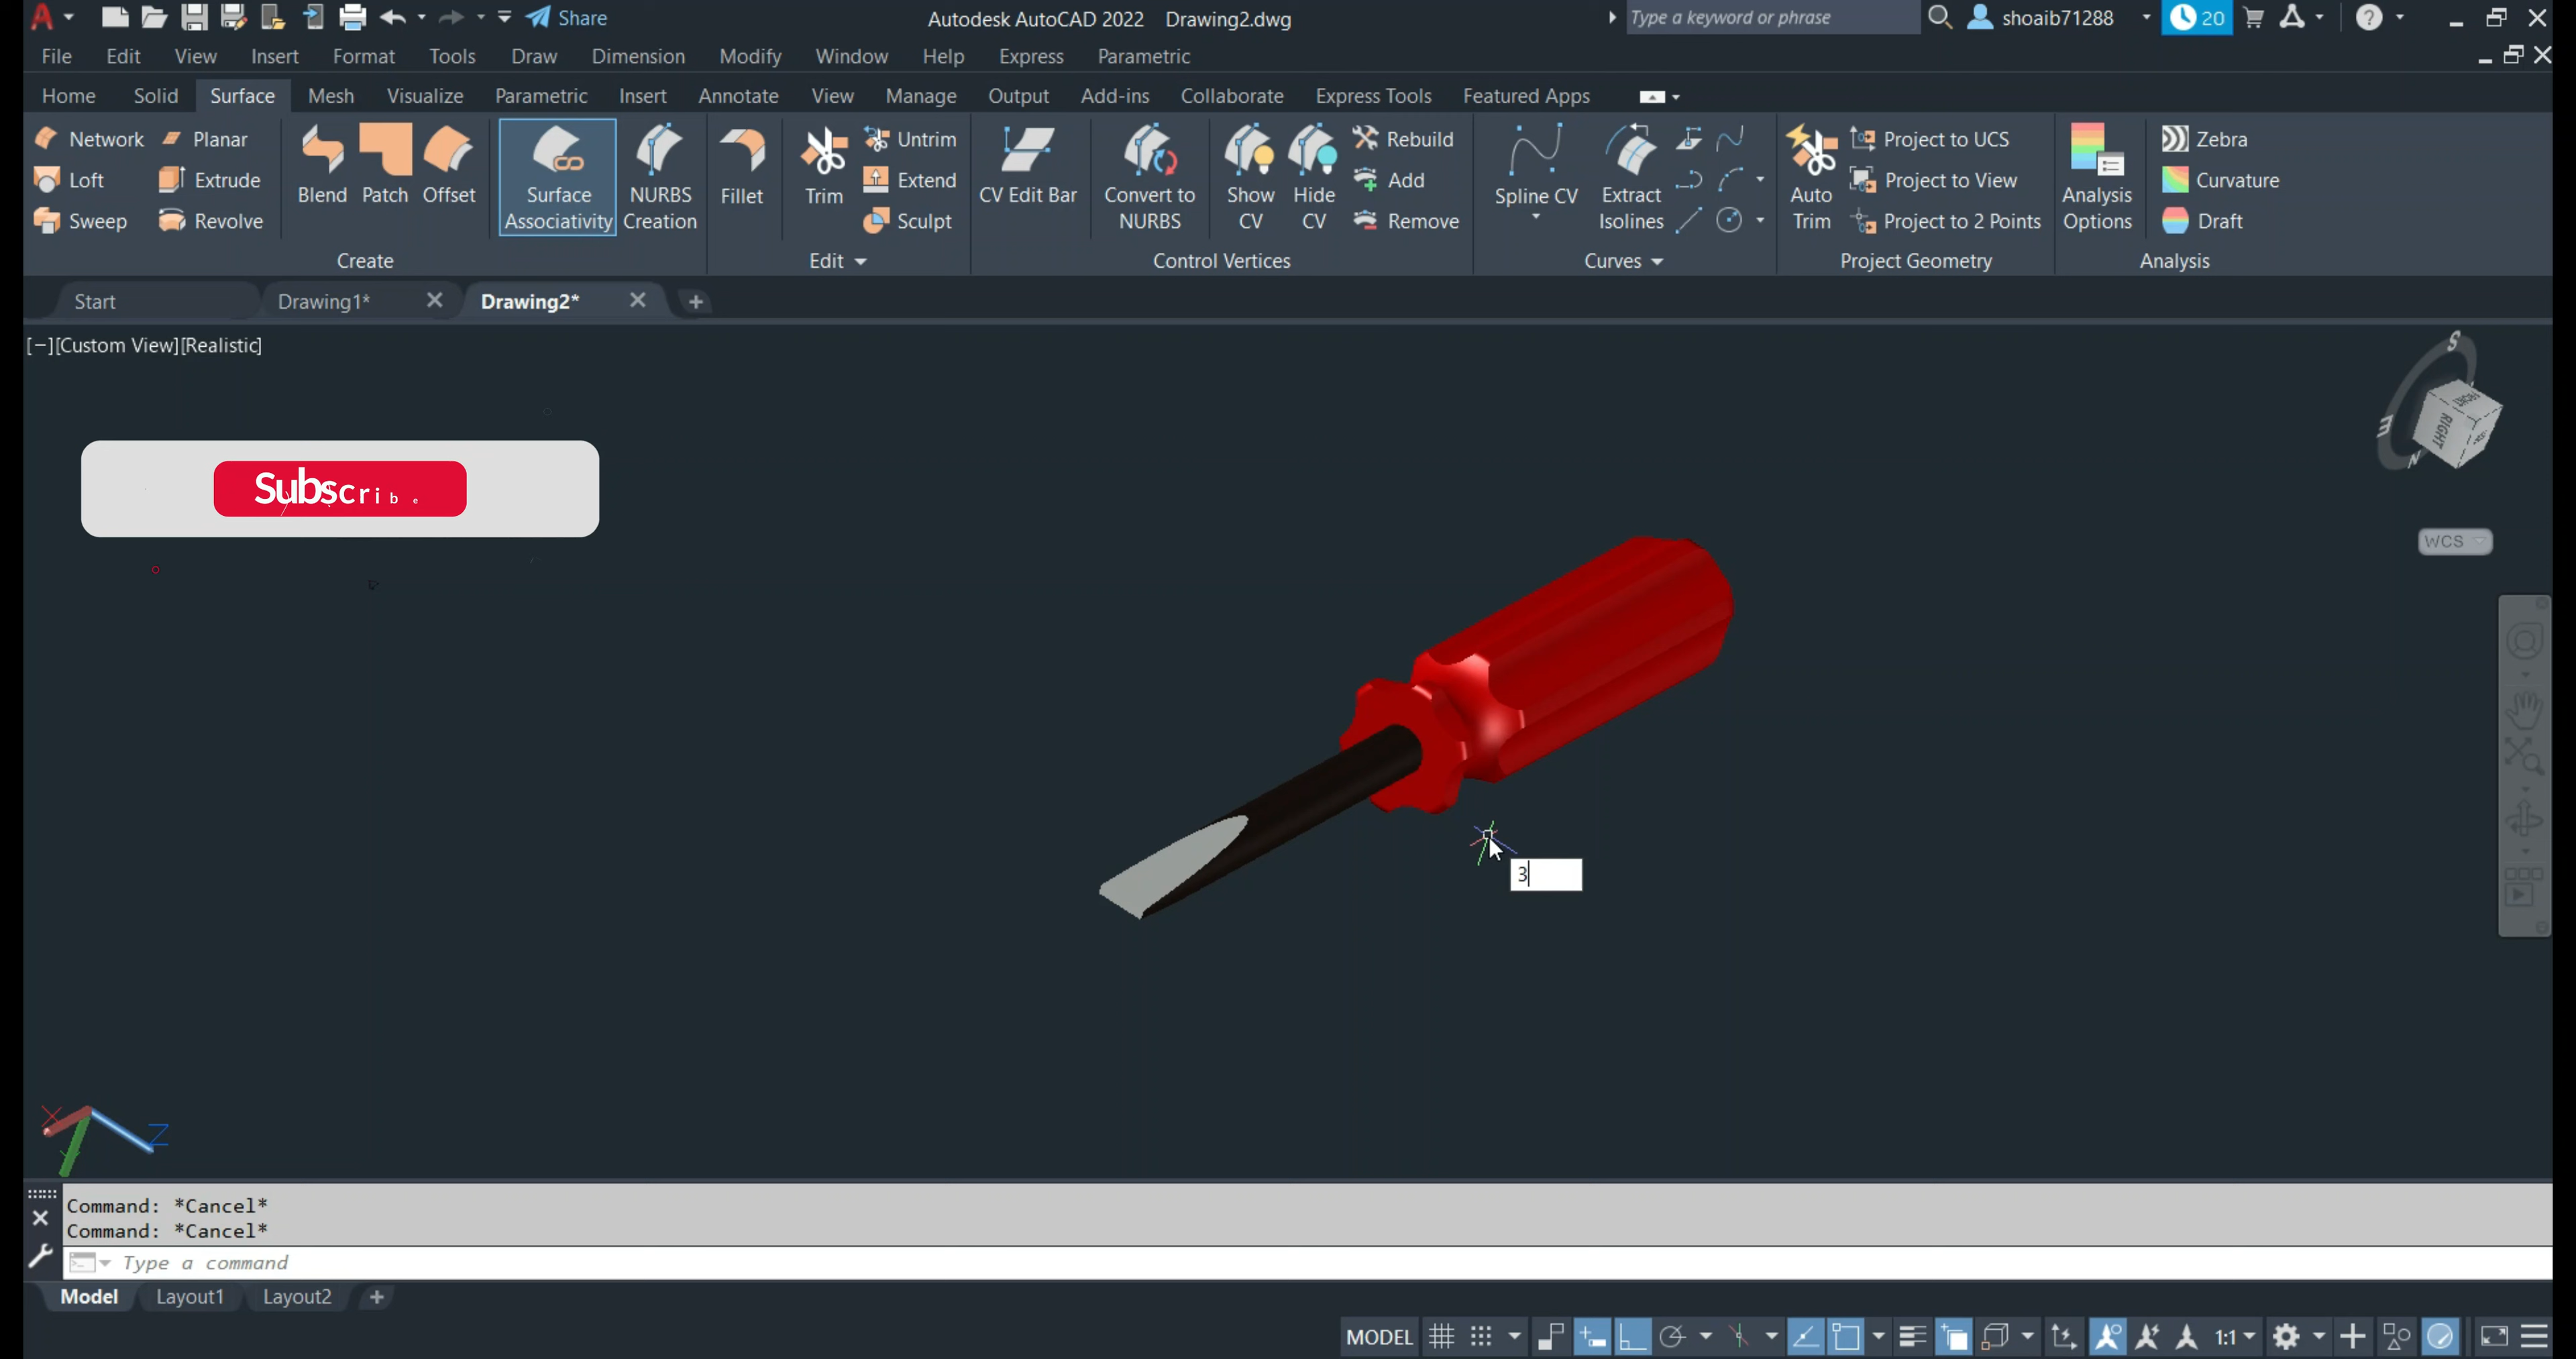 Share
Autodesk AutoCAD 2022 Drawing2.dwg
Type a keyword or phrase
shoaib71288
20
File Edit View Insert Format Tools Draw Dimension Modify Window Help Express Parametric
Home Solid Surface Mesh Visualize Parametric Insert Annotate View Manage Output Add-ins Collaborate Express Tools Featured Apps
Network Planar
Loft Extrude
Sweep Revolve
Blend Patch Offset
Surface Associativity
NURBS Creation
Fillet
Trim
Untrim
Extend
Sculpt
CV Edit Bar
Convert to NURBS
Show CV
Hide CV
Rebuild
Add
Remove
Spline CV
Extract Isolines
Auto Trim
Project to UCS
Project to View
Project to 2 Points
Analysis Options
Zebra
Curvature
Draft
Create Edit Control Vertices Curves Project Geometry Analysis
Start Drawing1* Drawing2*
[−][Custom View][Realistic]
S
E
N
RIGHT
FRONT
Subscribe
WCS
3
X
Y
Z
Command: *Cancel*
Command: *Cancel*
Type a command
Model Layout1 Layout2
MODEL
1:1